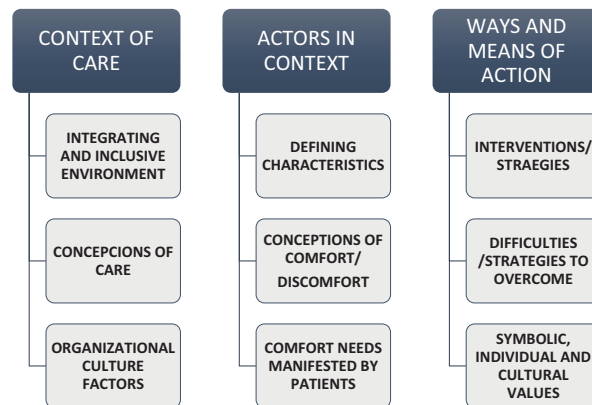 CONTEXT OF
CARE
INTEGRATING
AND INCLUSIVE
ENVIRONMENT
CONCEPCIONS OF
CARE
ORGANIZATIONAL
CULTURE
FACTORS
ACTORS IN
CONTEXT
DEFINING
CHARACTERISTICS
CONCEPTIONS OF
COMFORT/
DISCOMFORT
COMFORT NEEDS
MANIFESTED BY
PATIENTS
WAYS AND
MEANS OF
ACTION
INTERVENTIONS/
STRAEGIES
DIFFICULTIES
/STRATEGIES TO
OVERCOME
SYMBOLIC,
INDIVIDUAL AND
CULTURAL
VALUES